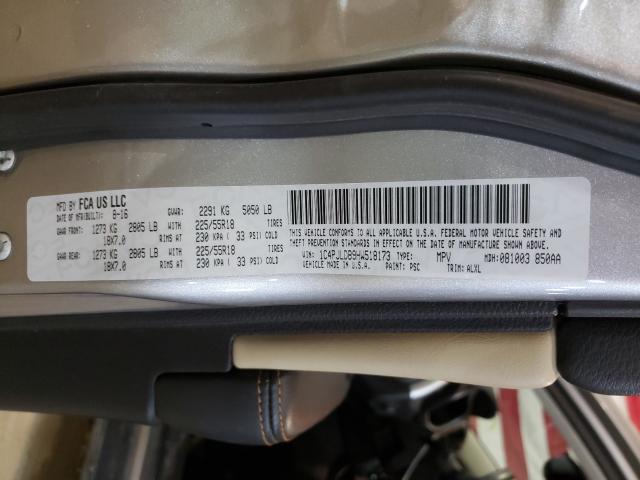 MFD BY FCA US LLC
DATE OF MFR(BUILT): 8-16 GVWR: 2291 KG 5050 LB
GAWR FRONT: 1273 KG 2805 LB WITH 225/55R18 TIRES
18X7.0 RIMS AT 230 KPA ( 33 PSI) COLD
GAWR REAR: 1273 KG 2805 LB WITH 225/55R18 TIRES
18X7.0 RIMS AT 230 KPA ( 33 PSI) COLD
THIS VEHICLE CONFORMS TO ALL APPLICABLE U.S.A. FEDERAL MOTOR VEHICLE SAFETY AND
THEFT PREVENTION STANDARDS IN EFFECT ON THE DATE OF MANUFACTURE SHOWN ABOVE.
VIN: 1C4PJLCB9HW518173 TYPE: MPV MDH: 081003 850AA
VEHICLE MADE IN U.S.A. PAINT: PSC TRIM: ALXL